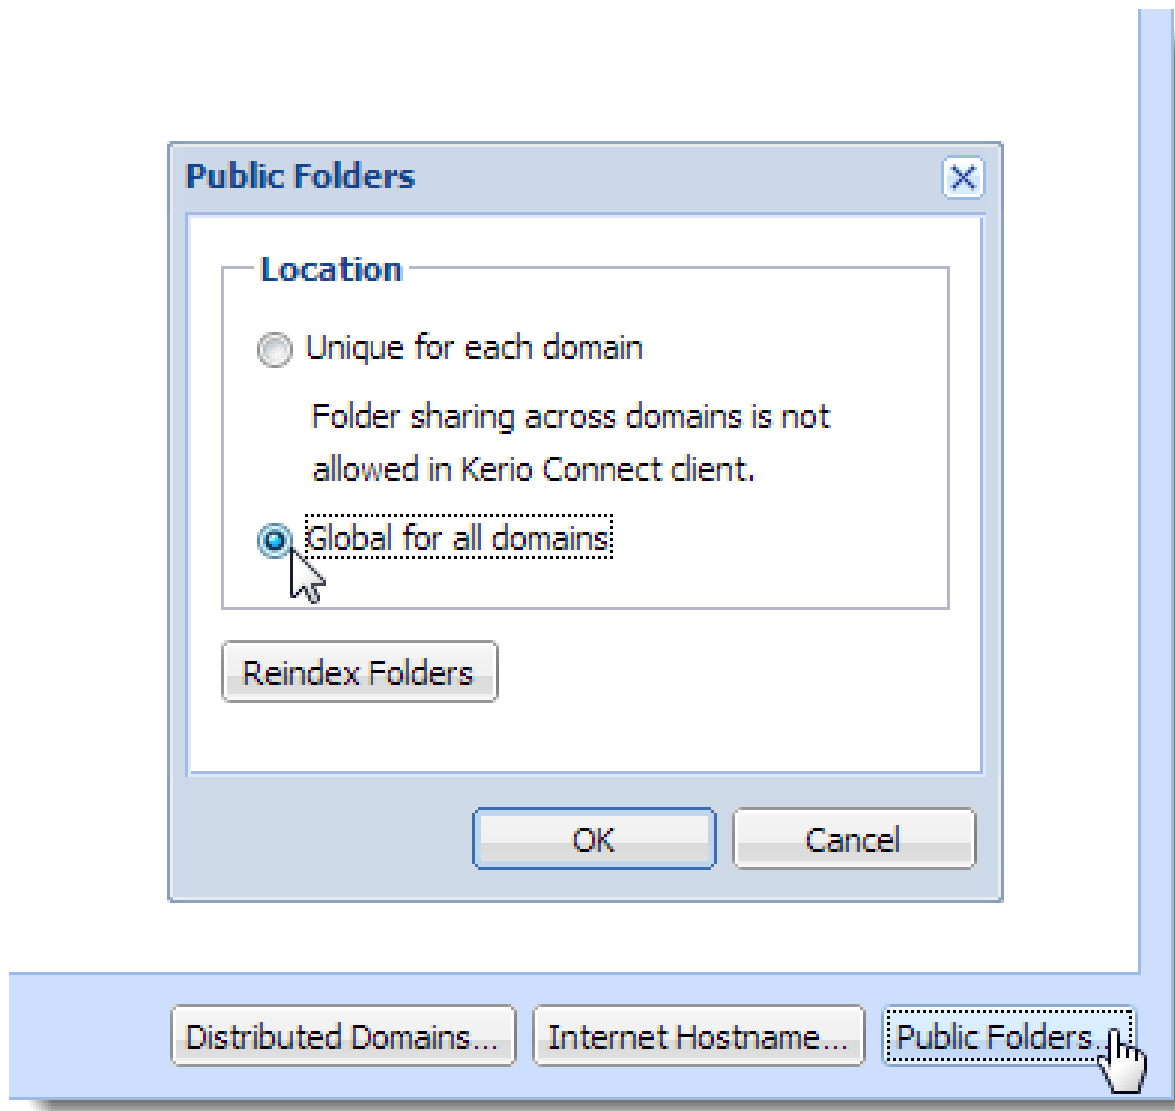 Public Folders
Location
Unique for each domain
Folder sharing across domains is not
allowed in Kerio Connect client.
Global for all domains
Reindex Folders
OK
Cancel
Distributed Domains...
Internet Hostname...
Public Folders...